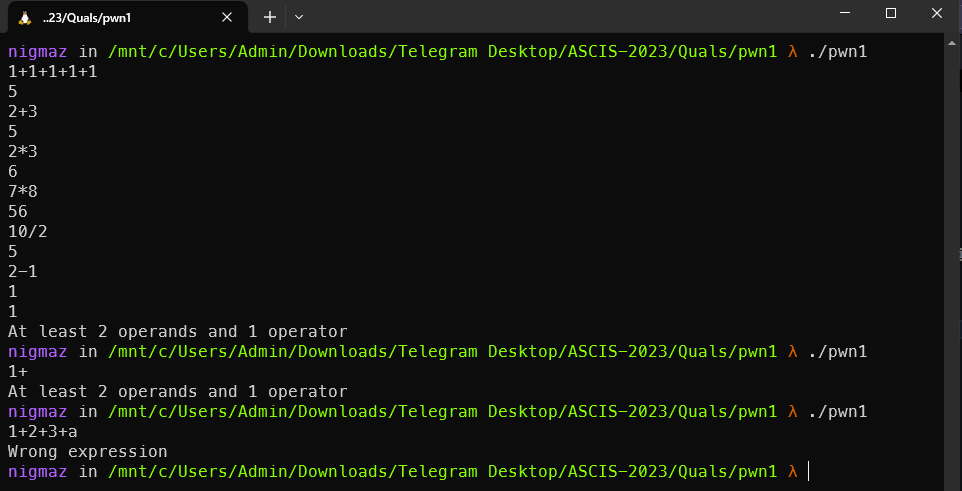 ..23/Quals/pwn1
nigmaz in /mnt/c/Users/Admin/Downloads/Telegram Desktop/ASCIS-2023/Quals/pwn1 λ ./pwn1
1+1+1+1+1
5
2+3
5
2*3
6
7*8
56
10/2
5
2-1
1
1
At least 2 operands and 1 operator
nigmaz in /mnt/c/Users/Admin/Downloads/Telegram Desktop/ASCIS-2023/Quals/pwn1 λ ./pwn1
1+
At least 2 operands and 1 operator
nigmaz in /mnt/c/Users/Admin/Downloads/Telegram Desktop/ASCIS-2023/Quals/pwn1 λ ./pwn1
1+2+3+a
Wrong expression
nigmaz in /mnt/c/Users/Admin/Downloads/Telegram Desktop/ASCIS-2023/Quals/pwn1 λ